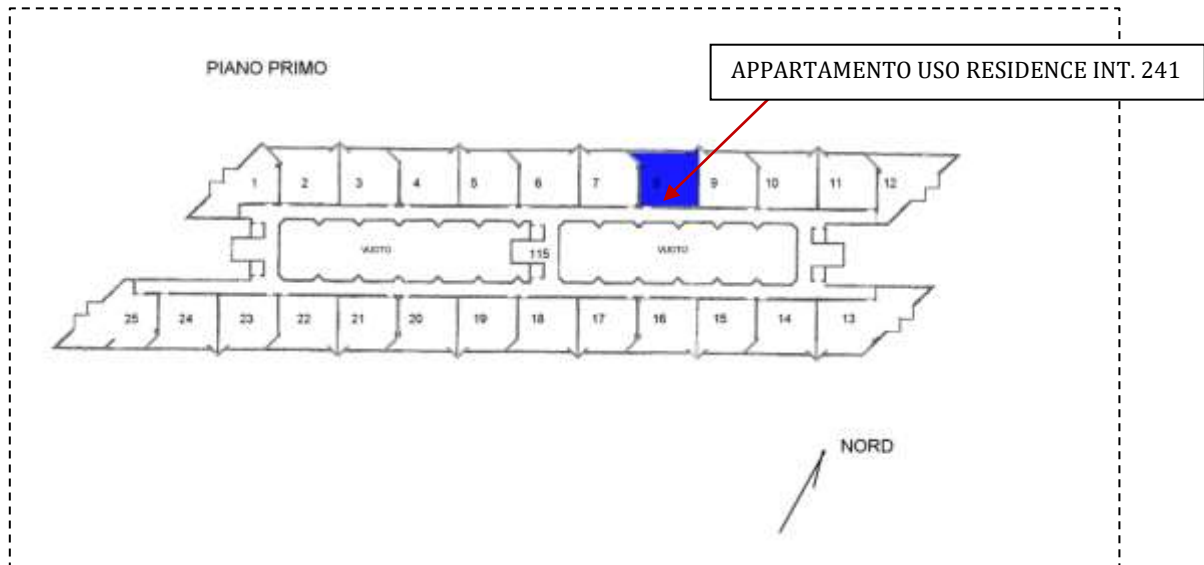 PIANO PRIMO
APPARTAMENTO USO RESIDENCE INT. 241
1 2 3 4 5 6 7 8 9 10 11 12
VUOTO 115 VUOTO
25 24 23 22 21 20 19 18 17 16 15 14 13
NORD